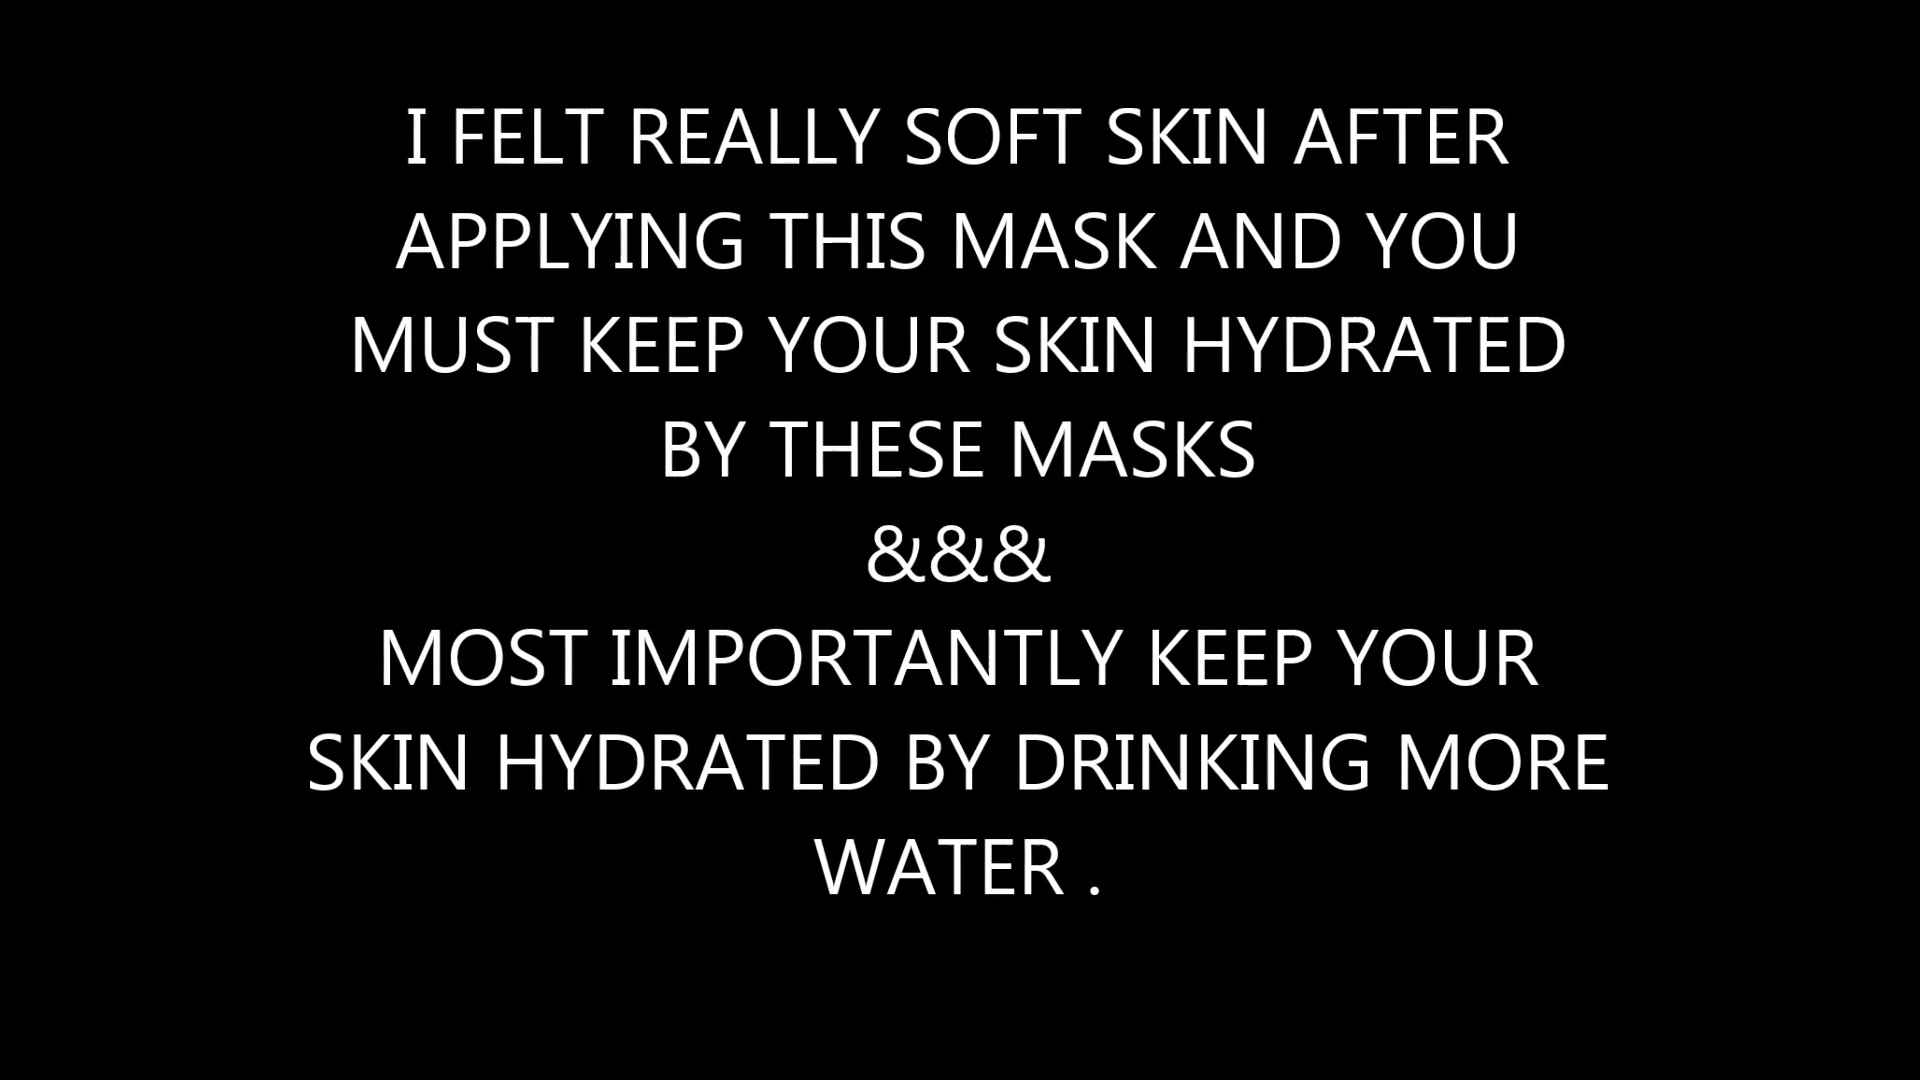 I FELT REALLY SOFT SKIN AFTER
APPLYING THIS MASK AND YOU
MUST KEEP YOUR SKIN HYDRATED
BY THESE MASKS
&&&
MOST IMPORTANTLY KEEP YOUR
SKIN HYDRATED BY DRINKING MORE
WATER .